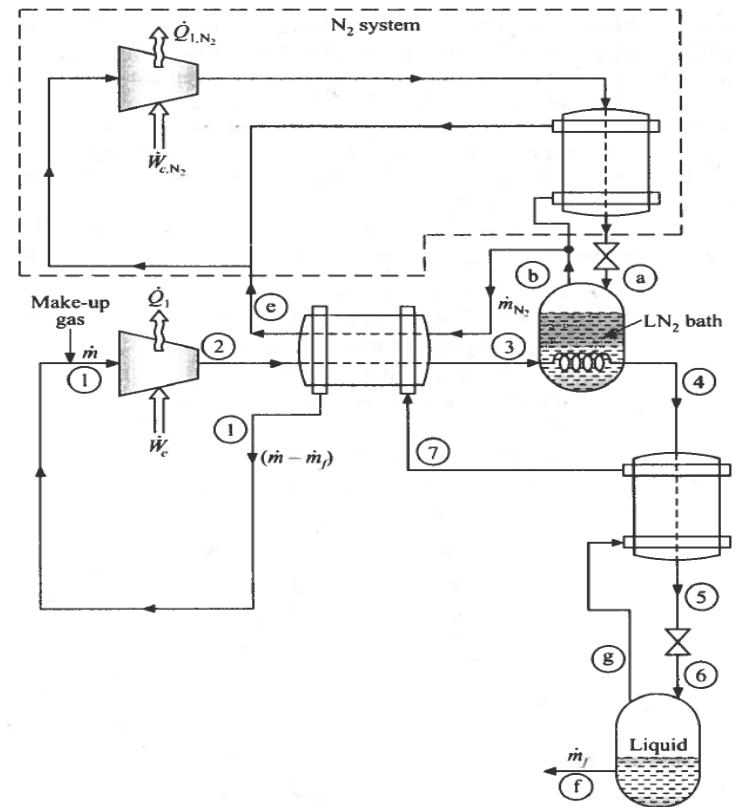 Q̇₁,N₂
N₂ system
Ẇc,N₂
b
a
Make-up
gas
Q̇₁
e
ṁN₂
LN₂ bath
ṁ
2
3
1
4
Ẇc
1
(ṁ − ṁf)
7
5
g
6
Liquid
ṁf
f